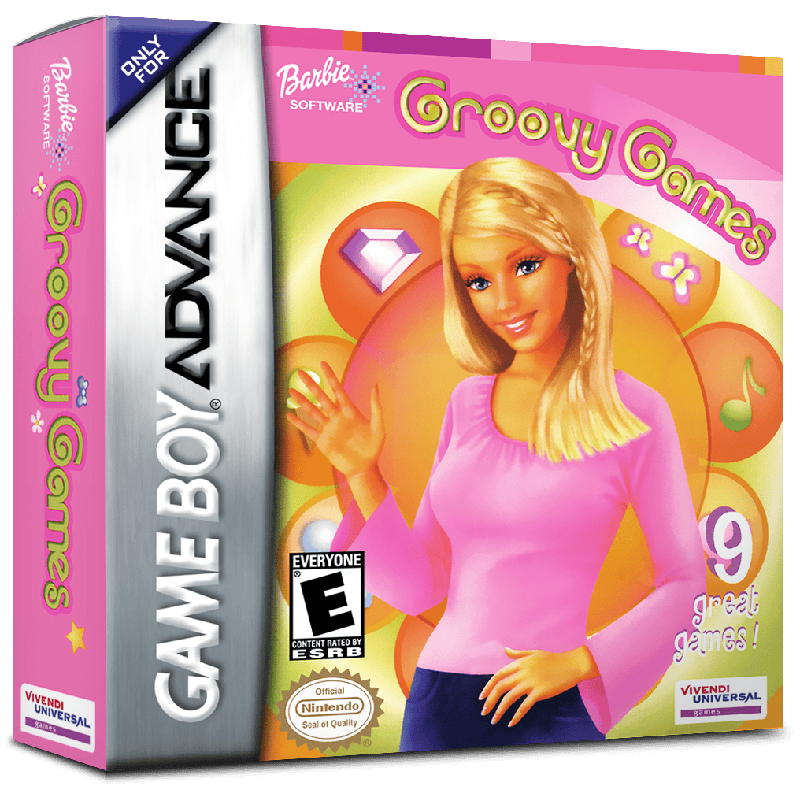 Barbie
SOFTWARE
Groovy Games
VIVENDI
UNIVERSAL
games
ONLY
FOR
GAME BOY ADVANCE
®
Barbie
SOFTWARE
Groovy Games
9
great
games!
EVERYONE
®
E
CONTENT RATED BY
ESRB
Official
Nintendo
Seal of Quality
®
VIVENDI
UNIVERSAL
games